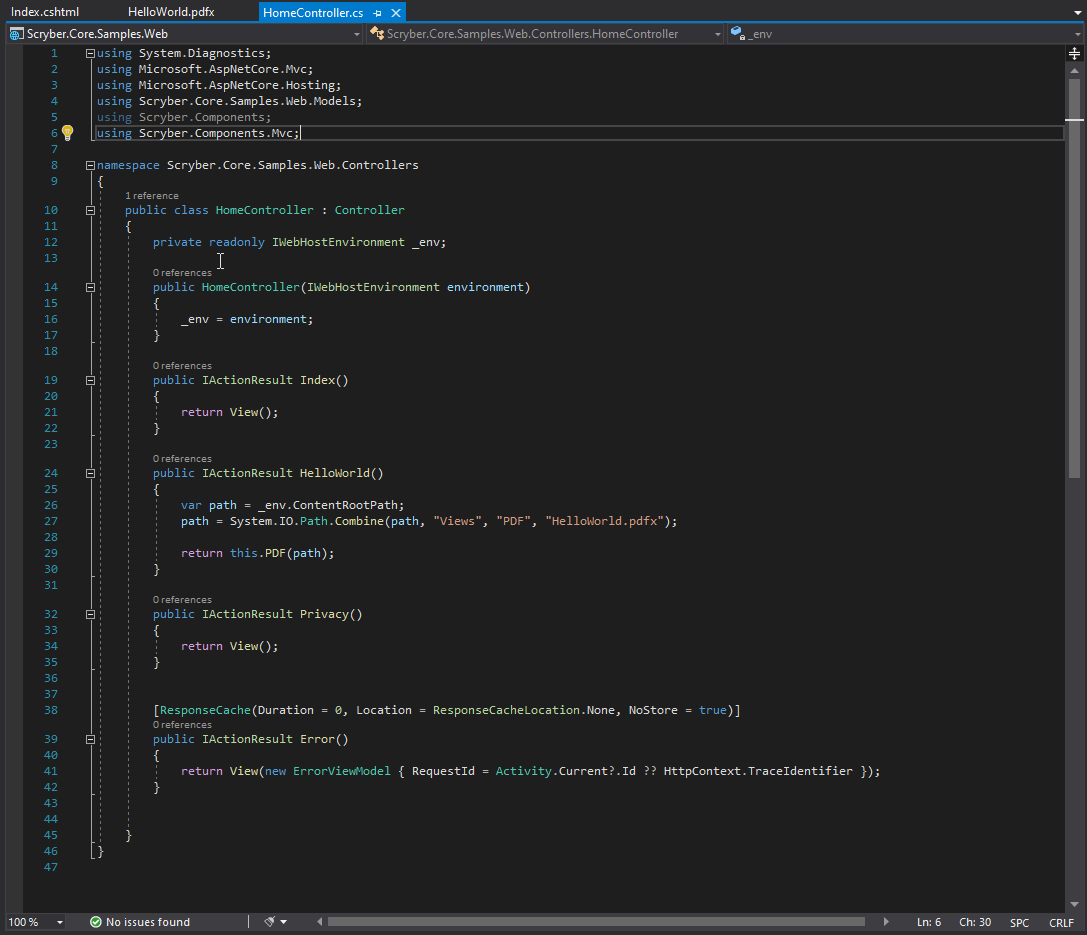 Index.cshtml HelloWorld.pdfx HomeController.cs
Scryber.Core.Samples.Web Scryber.Core.Samples.Web.Controllers.HomeController _env
1 using System.Diagnostics;
2 using Microsoft.AspNetCore.Mvc;
3 using Microsoft.AspNetCore.Hosting;
4 using Scryber.Core.Samples.Web.Models;
5 using Scryber.Components;
6 using Scryber.Components.Mvc;
7
8 namespace Scryber.Core.Samples.Web.Controllers
9 {
1 reference
10 public class HomeController : Controller
11 {
12 private readonly IWebHostEnvironment _env;
13
0 references
14 public HomeController(IWebHostEnvironment environment)
15 {
16 _env = environment;
17 }
18
0 references
19 public IActionResult Index()
20 {
21 return View();
22 }
23
0 references
24 public IActionResult HelloWorld()
25 {
26 var path = _env.ContentRootPath;
27 path = System.IO.Path.Combine(path, "Views", "PDF", "HelloWorld.pdfx");
28
29 return this.PDF(path);
30 }
31
0 references
32 public IActionResult Privacy()
33 {
34 return View();
35 }
36
37
38 [ResponseCache(Duration = 0, Location = ResponseCacheLocation.None, NoStore = true)]
0 references
39 public IActionResult Error()
40 {
41 return View(new ErrorViewModel { RequestId = Activity.Current?.Id ?? HttpContext.TraceIdentifier });
42 }
43
44
45 }
46 }
47
100 % No issues found Ln: 6 Ch: 30 SPC CRLF